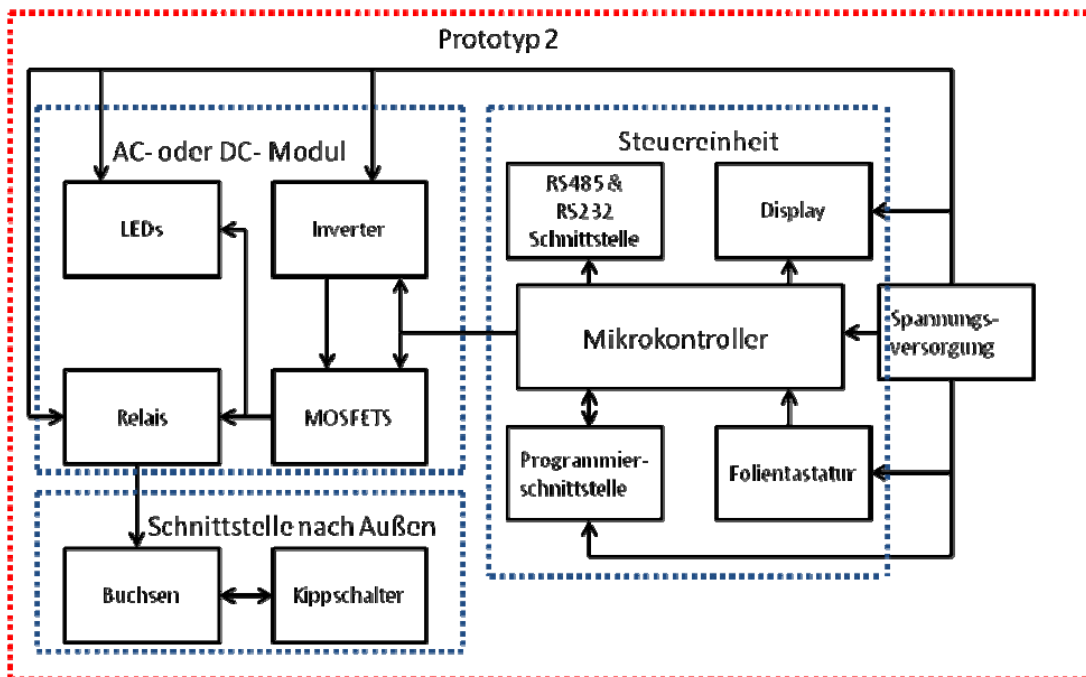 Prototyp 2
AC- oder DC- Modul
LEDs
Inverter
Relais
MOSFETS
Schnittstelle nach Außen
Buchsen
Kippschalter
Steuereinheit
RS485 &
RS232
Schnittstelle
Display
Mikrokontroller
Programmier-
schnittstelle
Folientastatur
Spannungs-
versorgung